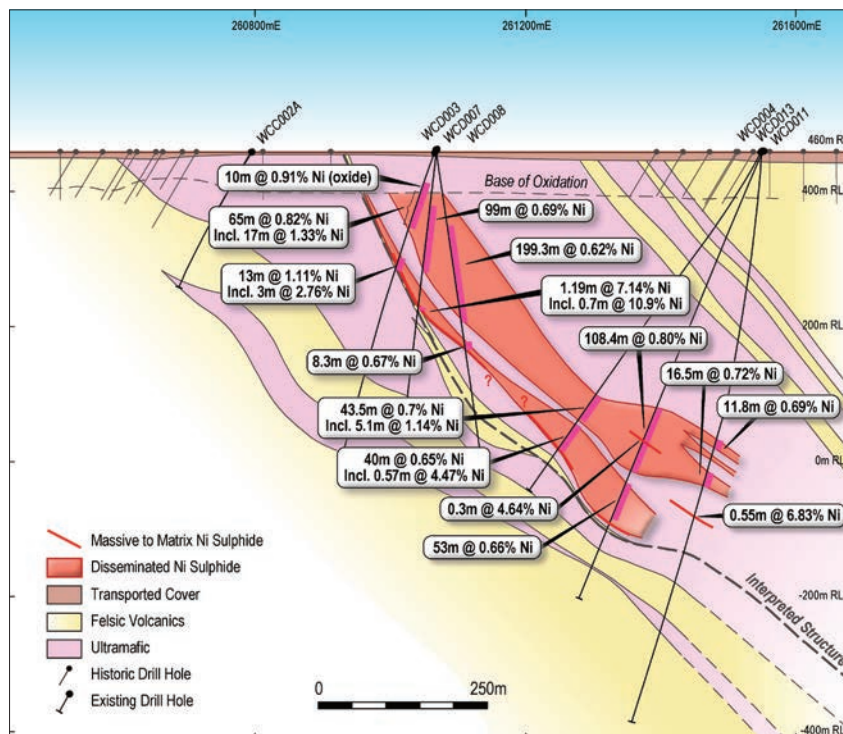 260800mE
261200mE
261600mE
WCC002A
WCD003
WCD007
WCD008
WCD004
WCD013
WCD011
460m RL
10m @ 0.91% Ni (oxide)
Base of Oxidation
400m RL
65m @ 0.82% Ni
Incl. 17m @ 1.33% Ni
99m @ 0.69% Ni
199.3m @ 0.62% Ni
13m @ 1.11% Ni
Incl. 3m @ 2.76% Ni
1.19m @ 7.14% Ni
Incl. 0.7m @ 10.9% Ni
200m RL
108.4m @ 0.80% Ni
8.3m @ 0.67% Ni
16.5m @ 0.72% Ni
?
?
43.5m @ 0.7% Ni
Incl. 5.1m @ 1.14% Ni
11.8m @ 0.69% Ni
40m @ 0.65% Ni
Incl. 0.57m @ 4.47% Ni
0m RL
0.3m @ 4.64% Ni
0.55m @ 6.83% Ni
53m @ 0.66% Ni
Massive to Matrix Ni Sulphide
Disseminated Ni Sulphide
Transported Cover
Felsic Volcanics
Ultramafic
Historic Drill Hole
Existing Drill Hole
-200m RL
Interpreted Structure
0
250m
-400m RL